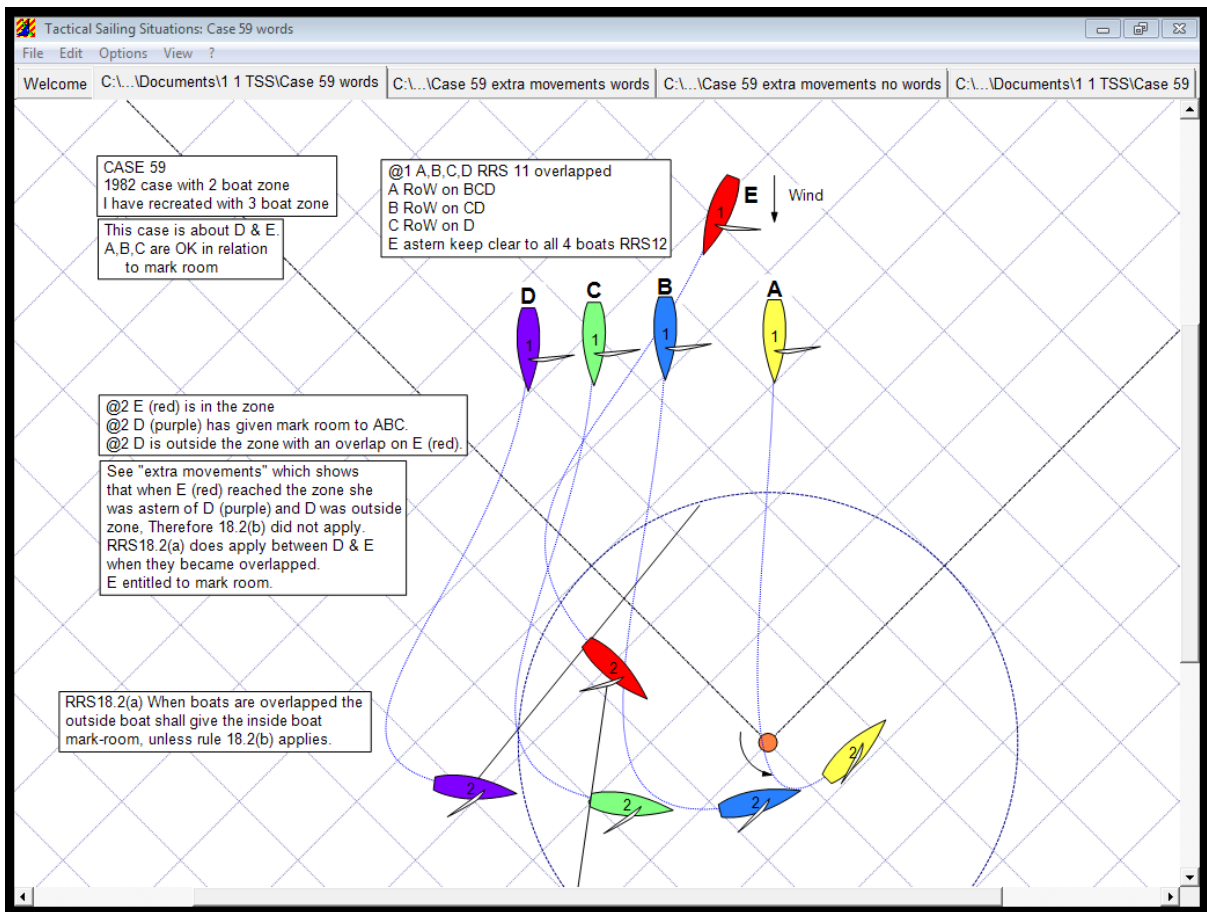 Tactical Sailing Situations: Case 59 words
File Edit Options View ?
Welcome C:\...\Documents\1 1 TSS\Case 59 words C:\...\Case 59 extra movements words C:\...\Case 59 extra movements no words C:\...\Documents\1 1 TSS\Case 59
CASE 59
1982 case with 2 boat zone
I have recreated with 3 boat zone
This case is about D & E.
A,B,C are OK in relation
to mark room
@1 A,B,C,D RRS 11 overlapped
A RoW on BCD
B RoW on CD
C RoW on D
E astern keep clear to all 4 boats RRS12
E
1
Wind
D
C
B
A
1
1
1
1
@2 E (red) is in the zone
@2 D (purple) has given mark room to ABC.
@2 D is outside the zone with an overlap on E (red).
See "extra movements" which shows
that when E (red) reached the zone she
was astern of D (purple) and D was outside
zone, Therefore 18.2(b) did not apply.
RRS18.2(a) does apply between D & E
when they became overlapped.
E entitled to mark room.
2
RRS18.2(a) When boats are overlapped the
outside boat shall give the inside boat
mark-room, unless rule 18.2(b) applies.
2
2
2
2